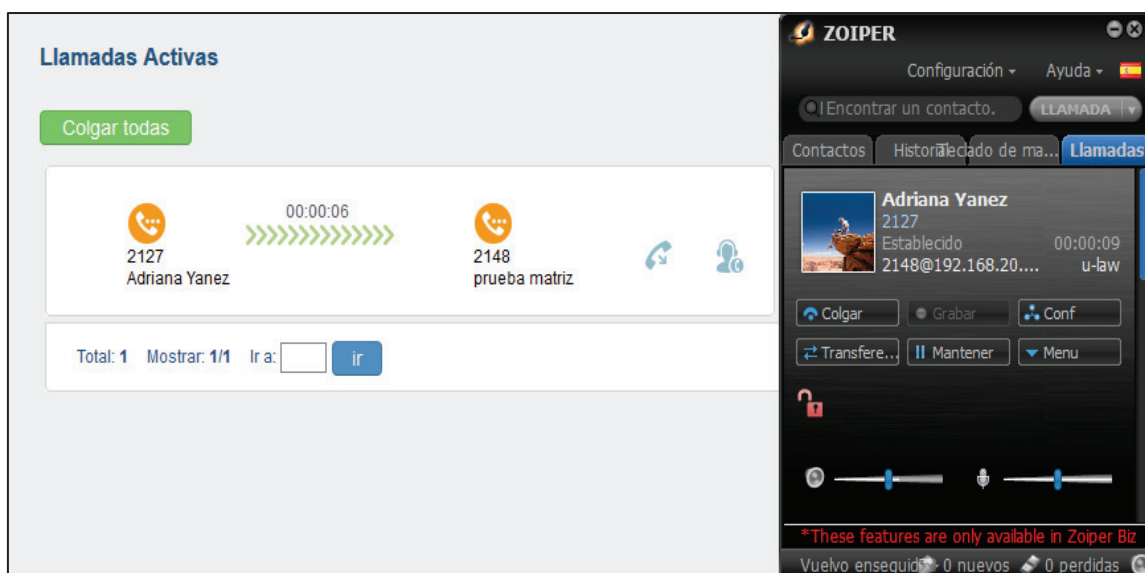 Llamadas Activas
Colgar todas
00:00:06
2127
Adriana Yanez
2148
prueba matriz
Total: 1 Mostrar: 1/1 Ir a: ir
ZOIPER
Configuración Ayuda
Encontrar un contacto. LLAMADA
Contactos Historial Teclado de ma... Llamadas
Adriana Yanez
2127
Establecido 00:00:09
2148@192.168.20.... u-law
Colgar Grabar Conf
Transfere... Mantener Menu
*These features are only available in Zoiper Biz
Vuelvo enseguid 0 nuevos 0 perdidas